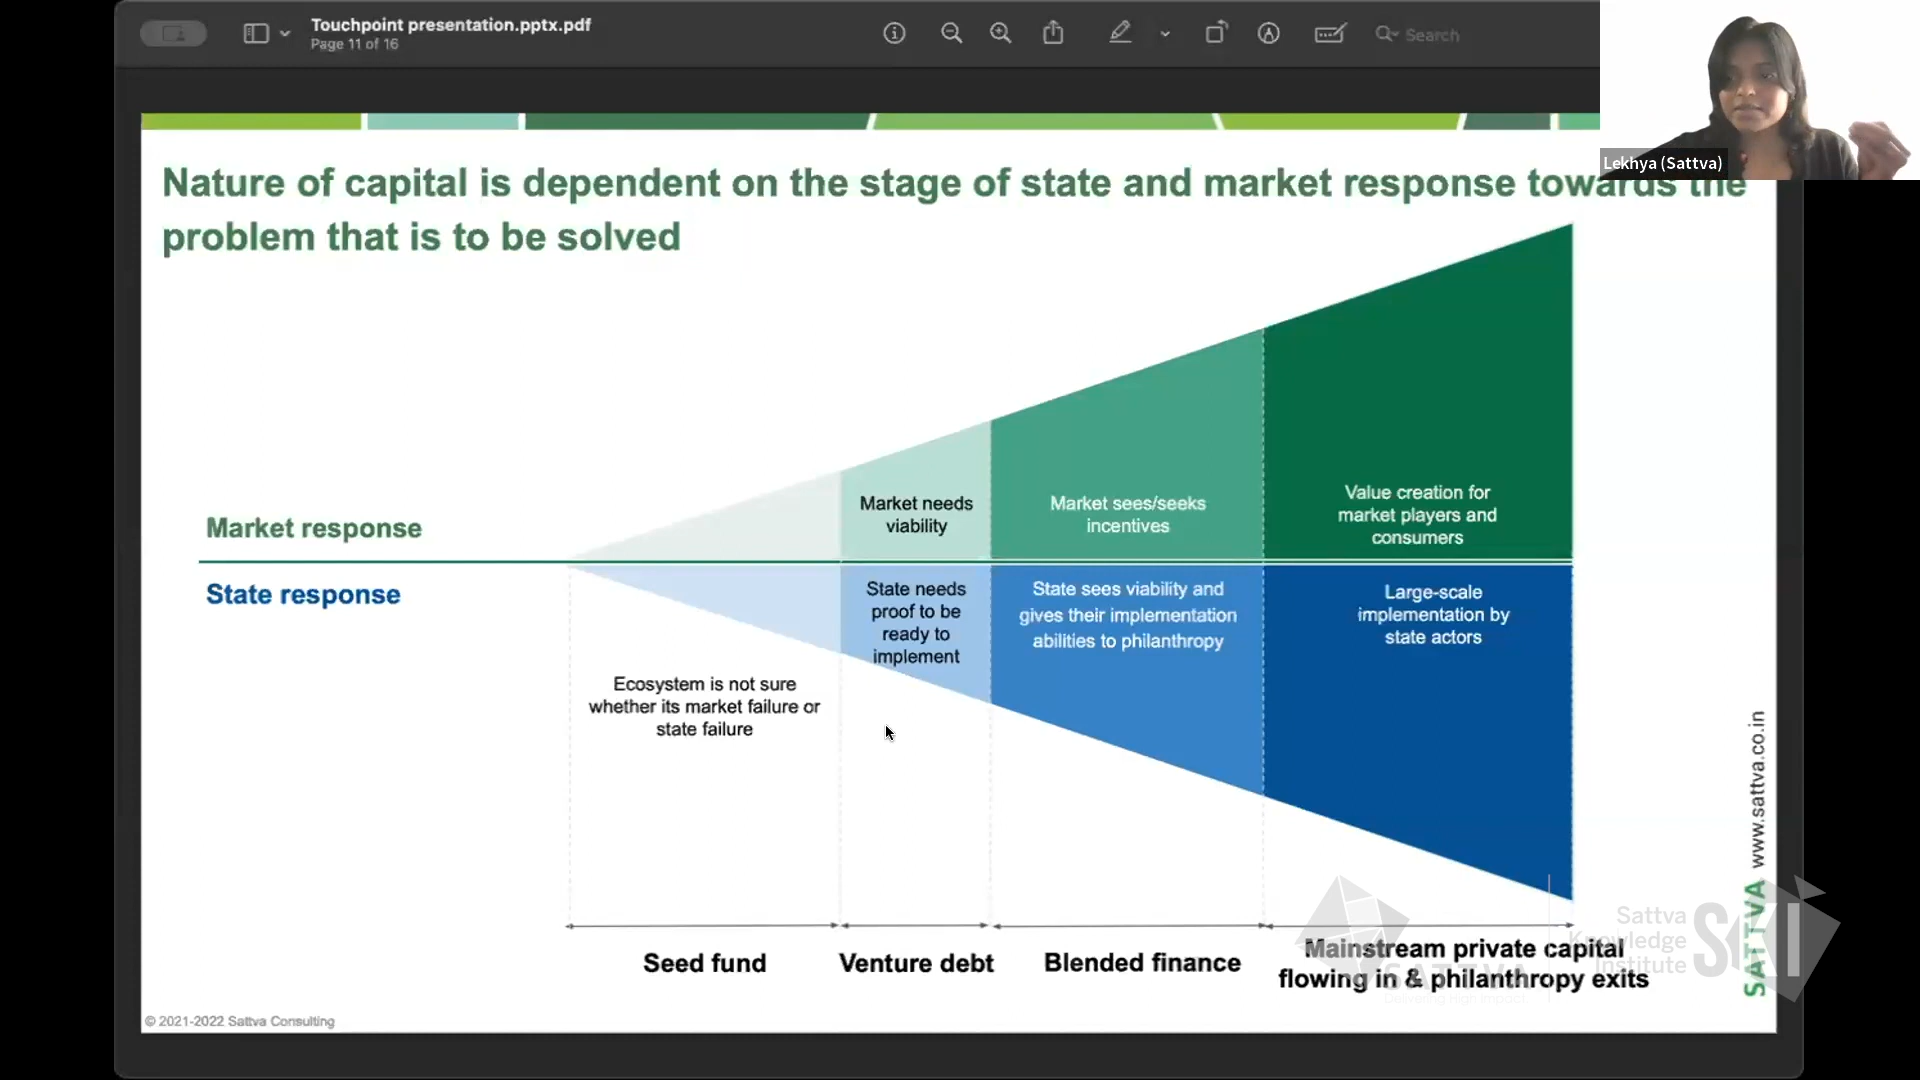 Touchpoint presentation.pptx.pdf
Page 11 of 16
Search
Lekhya (Sattva)
Nature of capital is dependent on the stage of state and market response towards the
problem that is to be solved
Market response
State response
Market needs
viability
Market sees/seeks
incentives
Value creation for
market players and
consumers
State needs
proof to be
ready to
implement
State sees viability and
gives their implementation
abilities to philanthropy
Large-scale
implementation by
state actors
Ecosystem is not sure
whether its market failure or
state failure
Seed fund
Venture debt
Blended finance
Mainstream private capital
flowing in & philanthropy exits
SATTVA www.sattva.co.in
SATTVA
Delivering High Impact
Sattva
Knowledge
Institute
SKI
© 2021-2022 Sattva Consulting